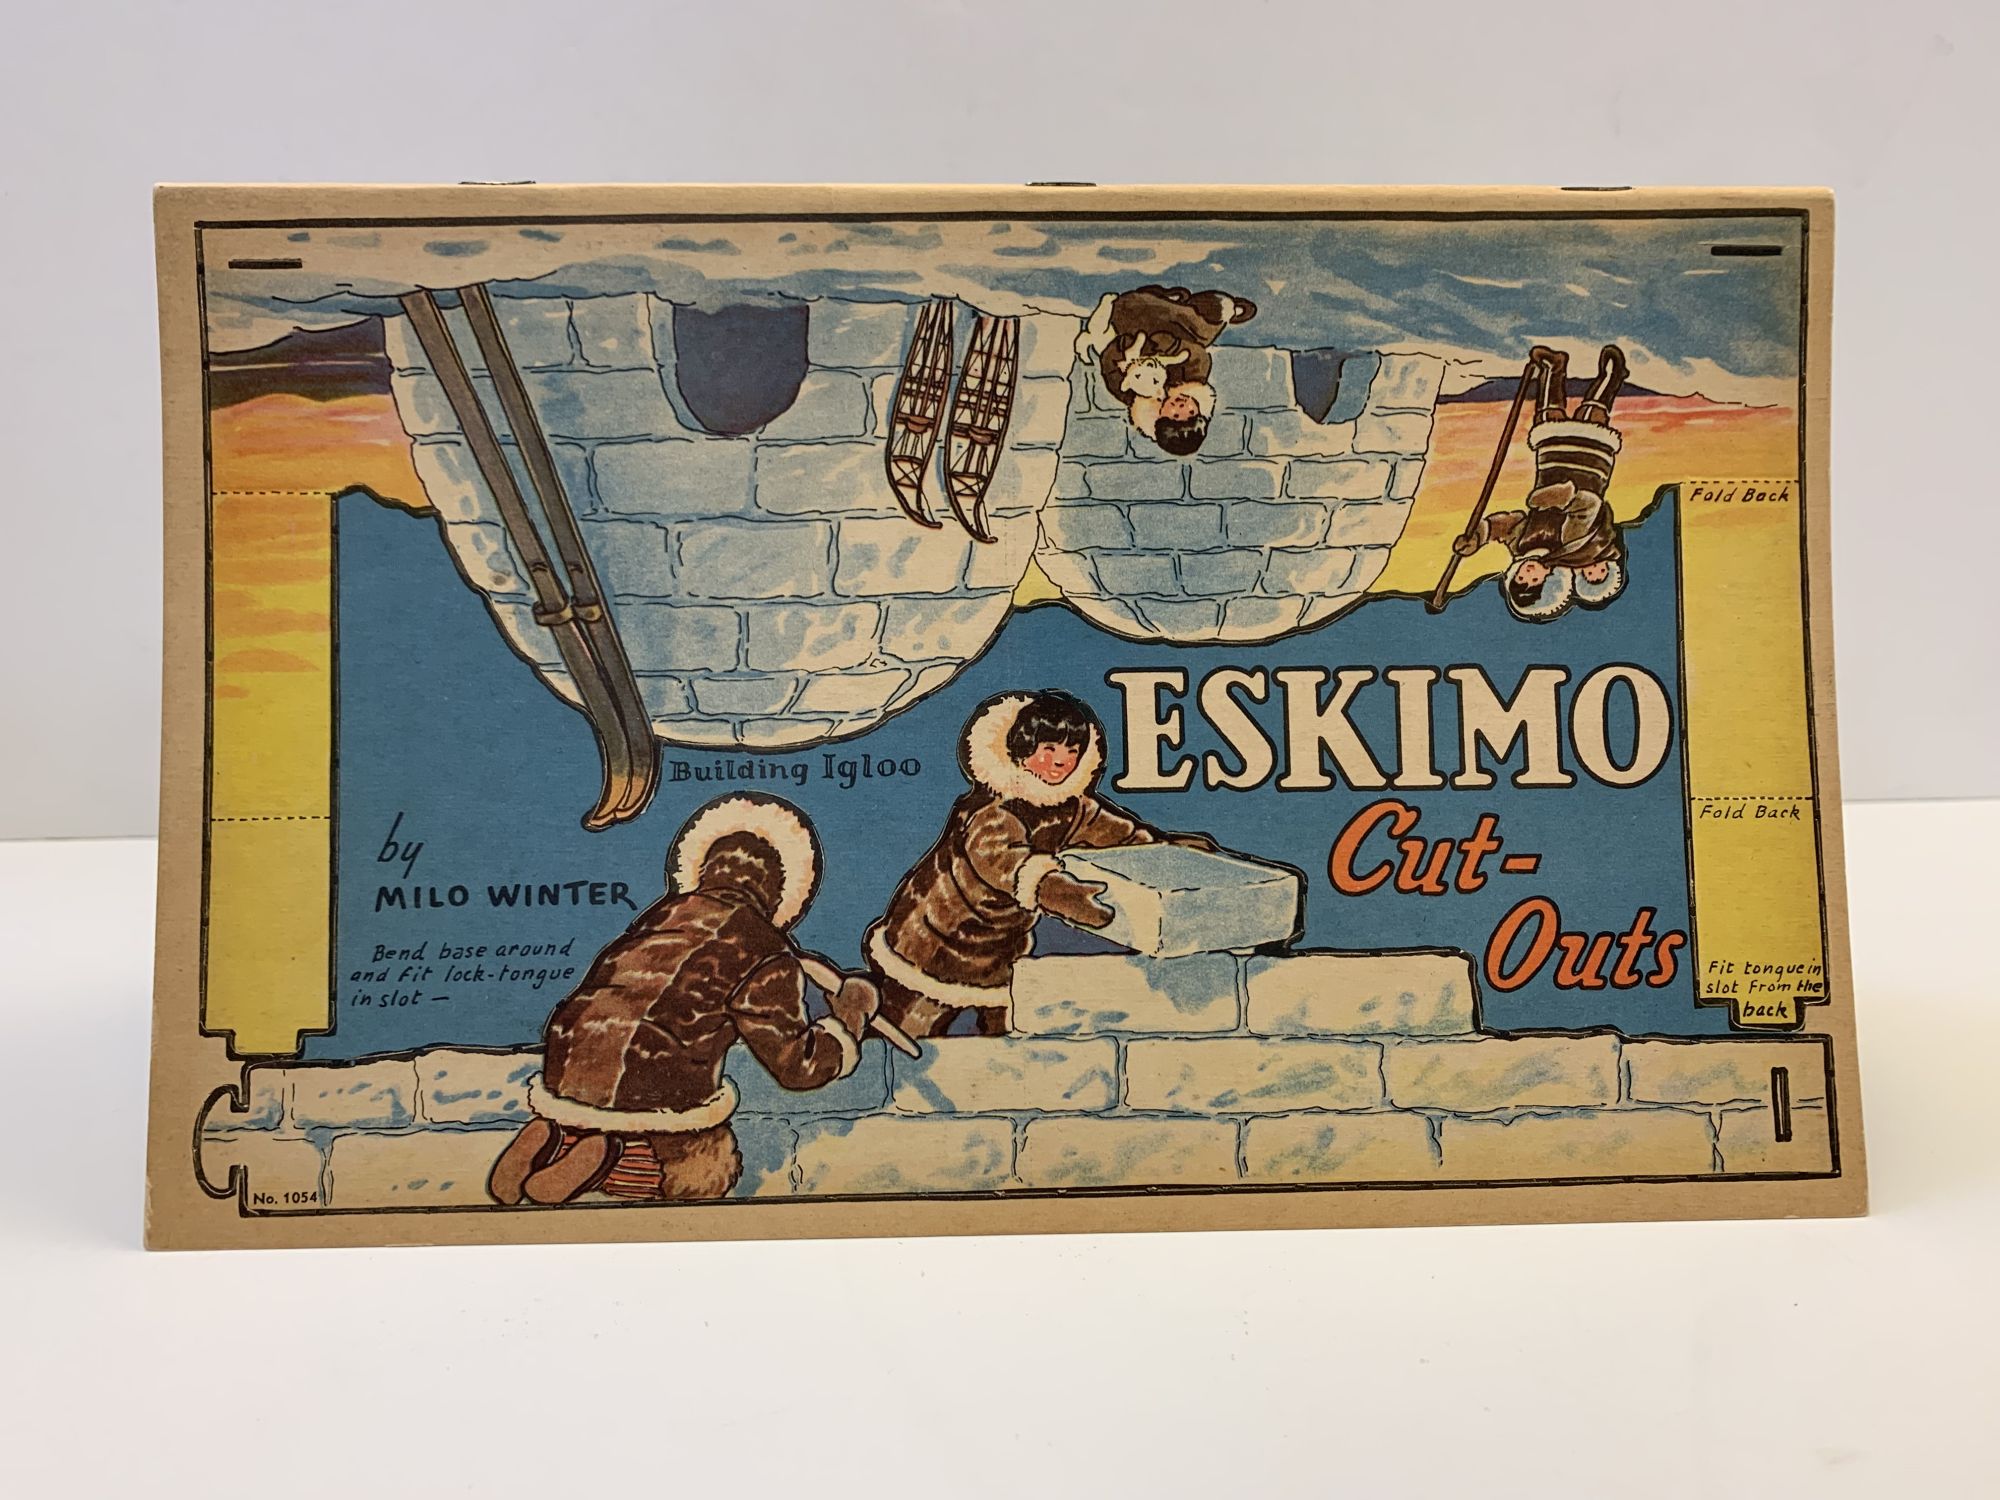 Fold Back
ESKIMO
Building Igloo
Cut-
Outs
Fold Back
by
MILO WINTER
Bend base around
and fit lock-tongue
in slot —
Fit tongue in
slot from the
back
No. 1054